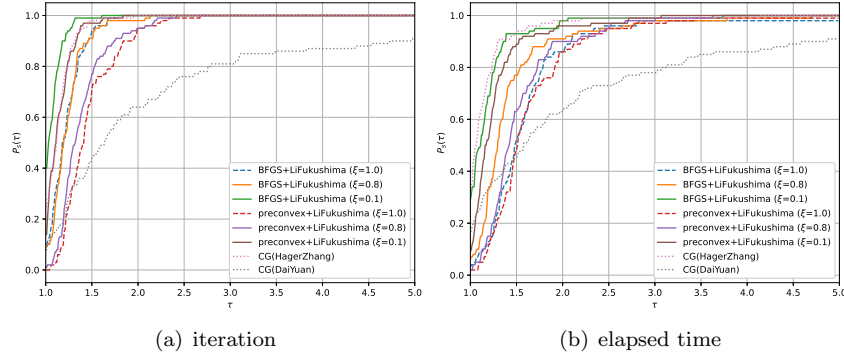 1.0
0.8
0.6
0.4
0.2
0.0
Ps(τ)
1.0 1.5 2.0 2.5 3.0 3.5 4.0 4.5 5.0
τ
BFGS+LiFukushima (ξ=1.0)
BFGS+LiFukushima (ξ=0.8)
BFGS+LiFukushima (ξ=0.1)
preconvex+LiFukushima (ξ=1.0)
preconvex+LiFukushima (ξ=0.8)
preconvex+LiFukushima (ξ=0.1)
CG(HagerZhang)
CG(DaiYuan)
(a) iteration
1.0
0.8
0.6
0.4
0.2
0.0
Ps(τ)
1.0 1.5 2.0 2.5 3.0 3.5 4.0 4.5 5.0
τ
BFGS+LiFukushima (ξ=1.0)
BFGS+LiFukushima (ξ=0.8)
BFGS+LiFukushima (ξ=0.1)
preconvex+LiFukushima (ξ=1.0)
preconvex+LiFukushima (ξ=0.8)
preconvex+LiFukushima (ξ=0.1)
CG(HagerZhang)
CG(DaiYuan)
(b) elapsed time